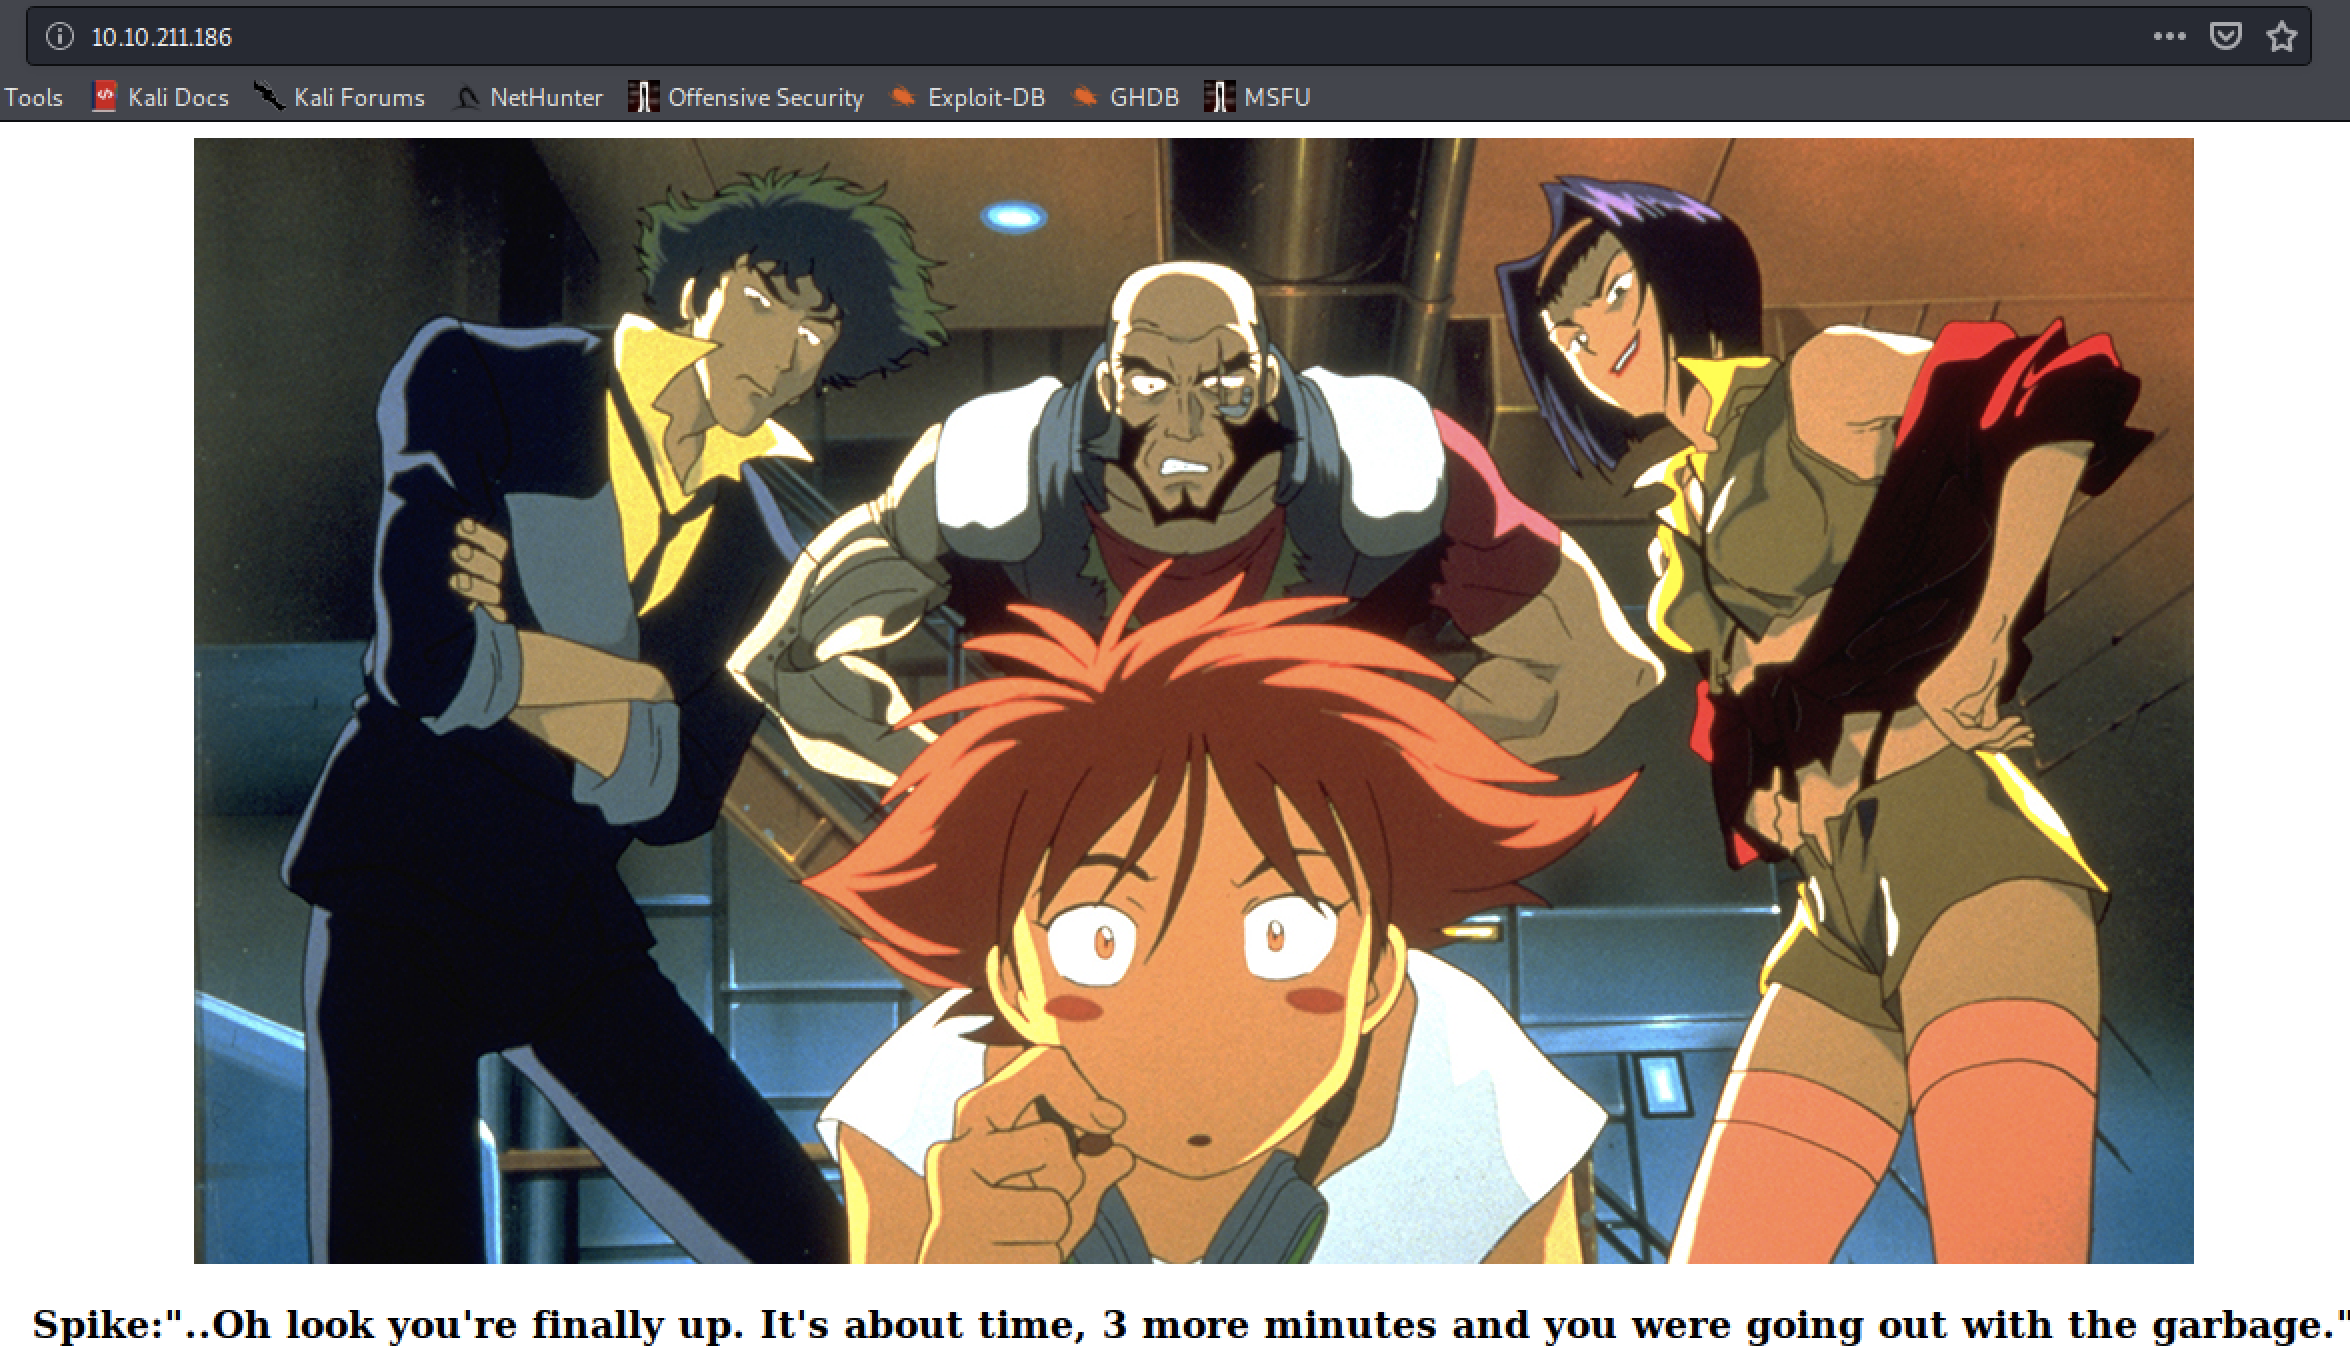 10.10.211.186
Tools Kali Docs Kali Forums NetHunter Offensive Security Exploit-DB GHDB MSFU
Spike:"..Oh look you're finally up. It's about time, 3 more minutes and you were going out with the garbage."